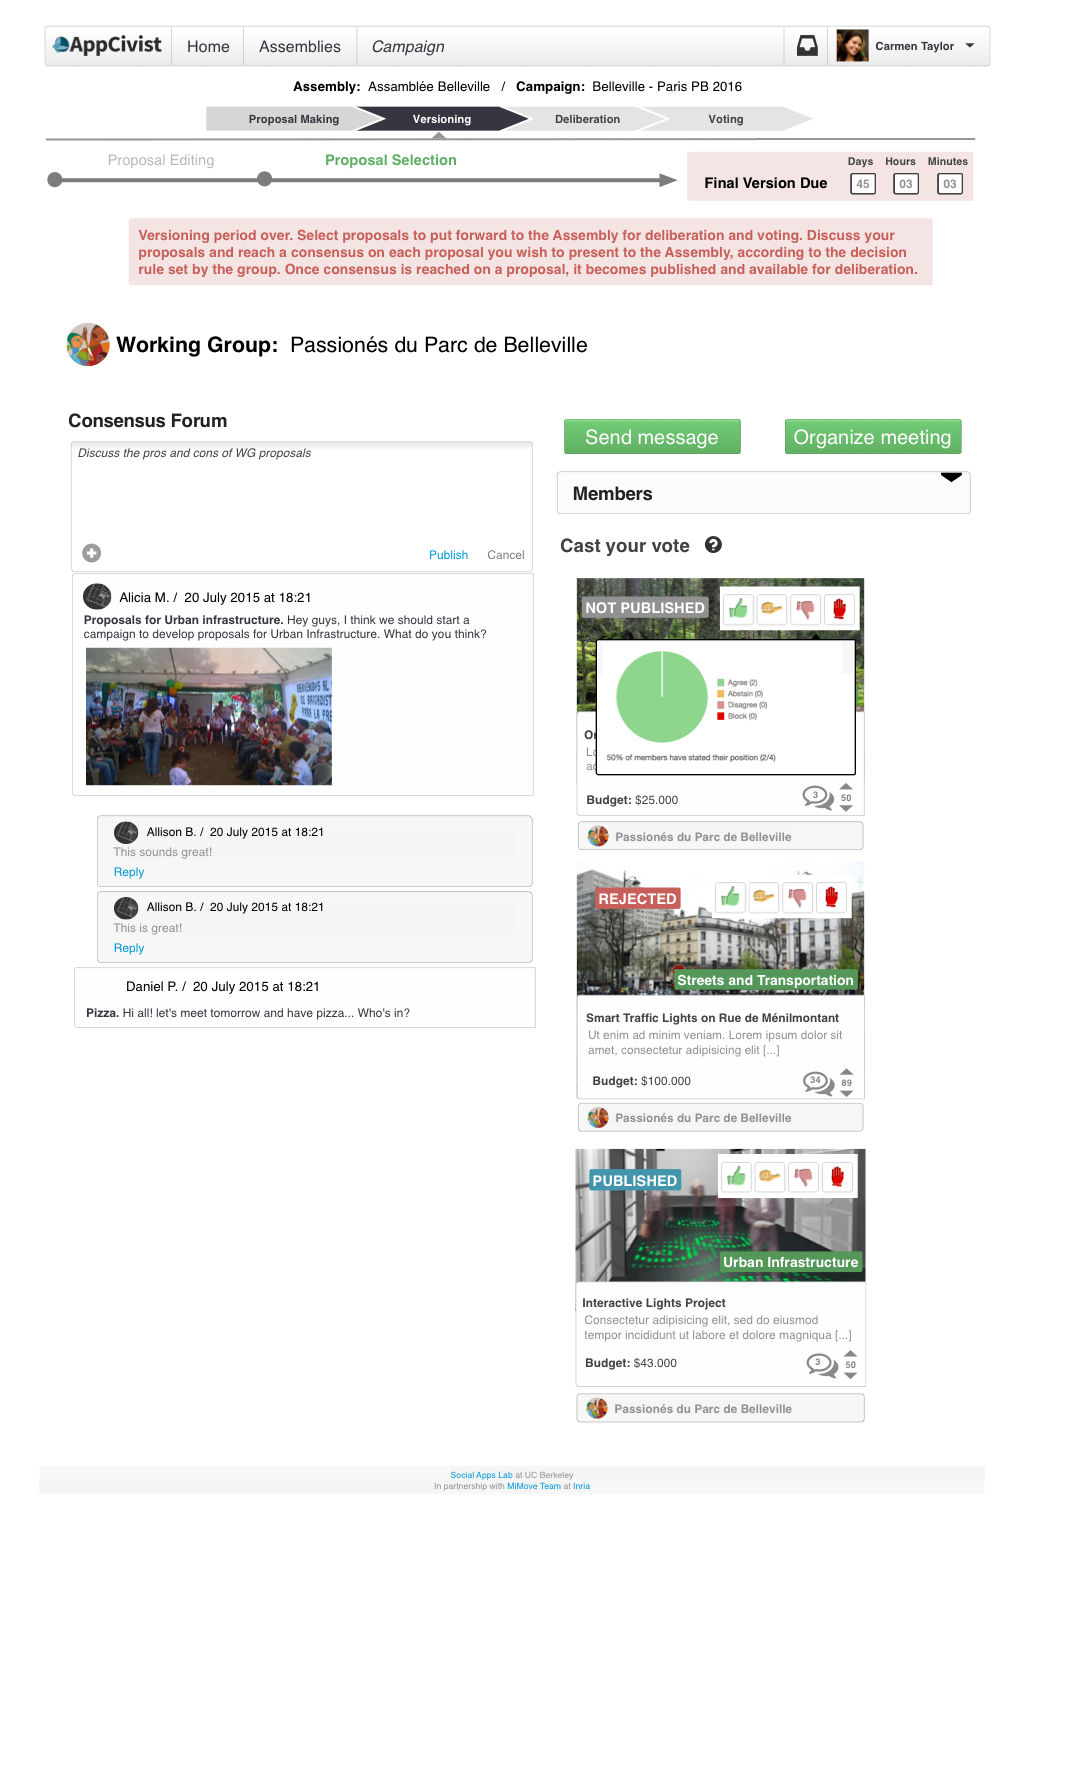 AppCivist
Home
Assemblies
Campaign
Carmen Taylor
Assembly: Assamblée Belleville / Campaign: Belleville - Paris PB 2016
Proposal Making
Versioning
Deliberation
Voting
Proposal Editing
Proposal Selection
Final Version Due
Days Hours Minutes
45 03 03
Versioning period over. Select proposals to put forward to the Assembly for deliberation and voting. Discuss your
proposals and reach a consensus on each proposal you wish to present to the Assembly, according to the decision
rule set by the group. Once consensus is reached on a proposal, it becomes published and available for deliberation.
Working Group: Passionés du Parc de Belleville
Consensus Forum
Discuss the pros and cons of WG proposals
Publish Cancel
Alicia M. / 20 July 2015 at 18:21
Proposals for Urban infrastructure. Hey guys, I think we should start a
campaign to develop proposals for Urban Infrastructure. What do you think?
Allison B. / 20 July 2015 at 18:21
This sounds great!
Reply
Allison B. / 20 July 2015 at 18:21
This is great!
Reply
Daniel P. / 20 July 2015 at 18:21
Pizza. Hi all! let's meet tomorrow and have pizza... Who's in?
Send message
Organize meeting
Members
Cast your vote ?
NOT PUBLISHED
Agree (2)
Abstain (0)
Disagree (0)
Block (0)
50% of members have stated their position (2/4)
Budget: $25.000
3
50
Passionés du Parc de Belleville
REJECTED
Streets and Transportation
Smart Traffic Lights on Rue de Ménilmontant
Ut enim ad minim veniam. Lorem ipsum dolor sit
amet, consectetur adipisicing elit [...]
Budget: $100.000
34
89
Passionés du Parc de Belleville
PUBLISHED
Urban Infrastructure
Interactive Lights Project
Consectetur adipisicing elit, sed do eiusmod
tempor incididunt ut labore et dolore magniqua [...]
Budget: $43.000
3
50
Passionés du Parc de Belleville
Social Apps Lab at UC Berkeley
In partnership with MiMove Team at Inria